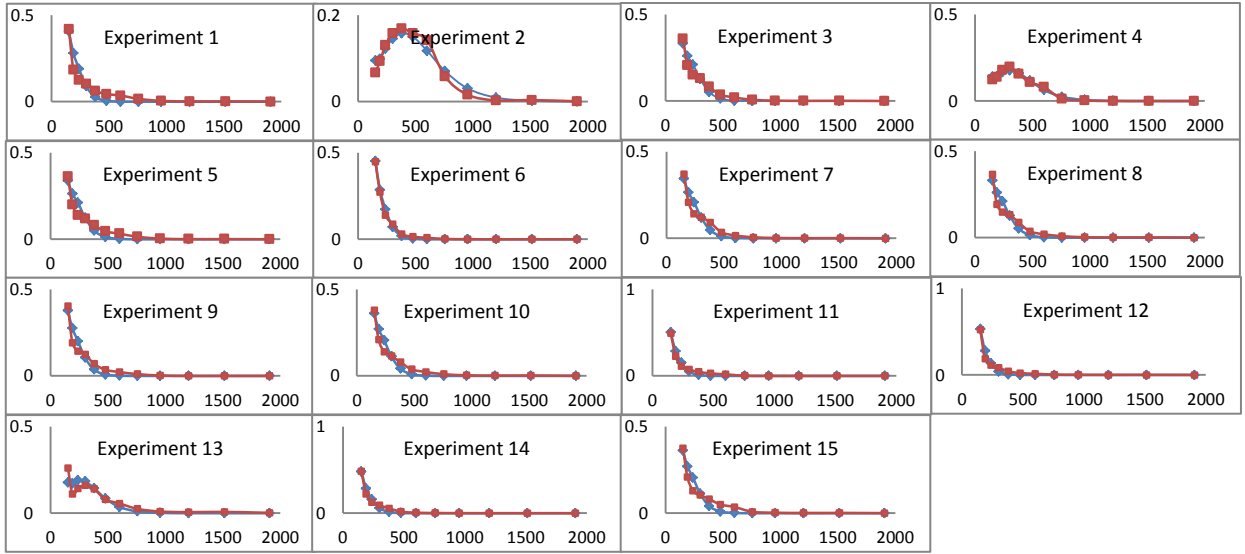 0.5
Experiment 1
0
0 500 1000 1500 2000
0.2
Experiment 2
0
0 500 1000 1500 2000
0.5
Experiment 3
0
0 500 1000 1500 2000
0.5
Experiment 4
0
0 500 1000 1500 2000
0.5
Experiment 5
0
0 500 1000 1500 2000
0.5
Experiment 6
0
0 500 1000 1500 2000
0.5
Experiment 7
0
0 500 1000 1500 2000
0.5
Experiment 8
0
0 500 1000 1500 2000
0.5
Experiment 9
0
0 500 1000 1500 2000
0.5
Experiment 10
0
0 500 1000 1500 2000
1
Experiment 11
0
0 500 1000 1500 2000
1
Experiment 12
0
0 500 1000 1500 2000
0.5
Experiment 13
0
0 500 1000 1500 2000
1
Experiment 14
0
0 500 1000 1500 2000
0.5
Experiment 15
0
0 500 1000 1500 2000